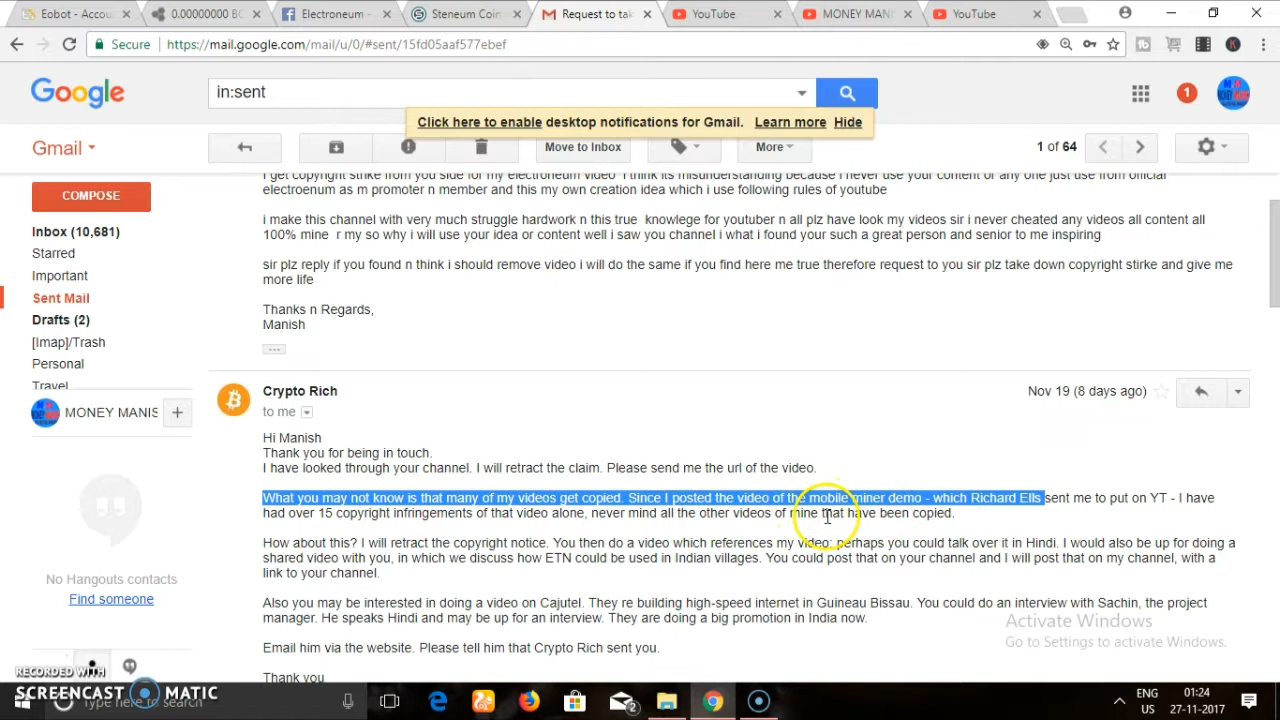 Eobot - Accou
0.00000000 BC
Electroneum -
Steneum Coin
Request to tak
YouTube
MONEY MANI
YouTube
Secure
https://mail.google.com/mail/u/0/#sent/15fd05aaf577ebef
Google
in:sent
1
Click here to enable desktop notifications for Gmail. Learn more Hide
Gmail
Move to Inbox
More
1 of 64
COMPOSE
Inbox (10,681)
Starred
Important
Sent Mail
Drafts (2)
[Imap]/Trash
Personal
Travel
MONEY MANIS
No Hangouts contacts
Find someone
I get copyright strike from you side for my electroneum video I think its misunderstanding because i never use your content or any one just use from official
electroenum as m promoter n member and this my own creation idea which i use following rules of youtube
i make this channel with very much struggle hardwork n this true knowlege for youtuber n all plz have look my videos sir i never cheated any videos all content all
100% mine r my so why i will use your idea or content well i saw you channel i what i found your such a great person and senior to me inspiring
sir plz reply if you found n think i should remove video i will do the same if you find here me true therefore request to you sir plz take down copyright stirke and give me
more life
Thanks n Regards,
Manish
Crypto Rich
Nov 19 (8 days ago)
to me
Hi Manish
Thank you for being in touch.
I have looked through your channel. I will retract the claim. Please send me the url of the video.
What you may not know is that many of my videos get copied. Since I posted the video of the mobile miner demo - which Richard Ells sent me to put on YT - I have
had over 15 copyright infringements of that video alone, never mind all the other videos of mine that have been copied.
How about this? I will retract the copyright notice. You then do a video which references my video; perhaps you could talk over it in Hindi. I would also be up for doing a
shared video with you, in which we discuss how ETN could be used in Indian villages. You could post that on your channel and I will post that on my channel, with a
link to your channel.
Also you may be interested in doing a video on Cajutel. They re building high-speed internet in Guineau Bissau. You could do an interview with Sachin, the project
manager. He speaks Hindi and may be up for an interview. They are doing a big promotion in India now.
Email him via the website. Please tell him that Crypto Rich sent you.
Thank you
Activate Windows
Go to Settings to activate Windows.
RECORDED WITH
SCREENCAST MATIC
Type here to search
2
ENG
US
01:24
27-11-2017